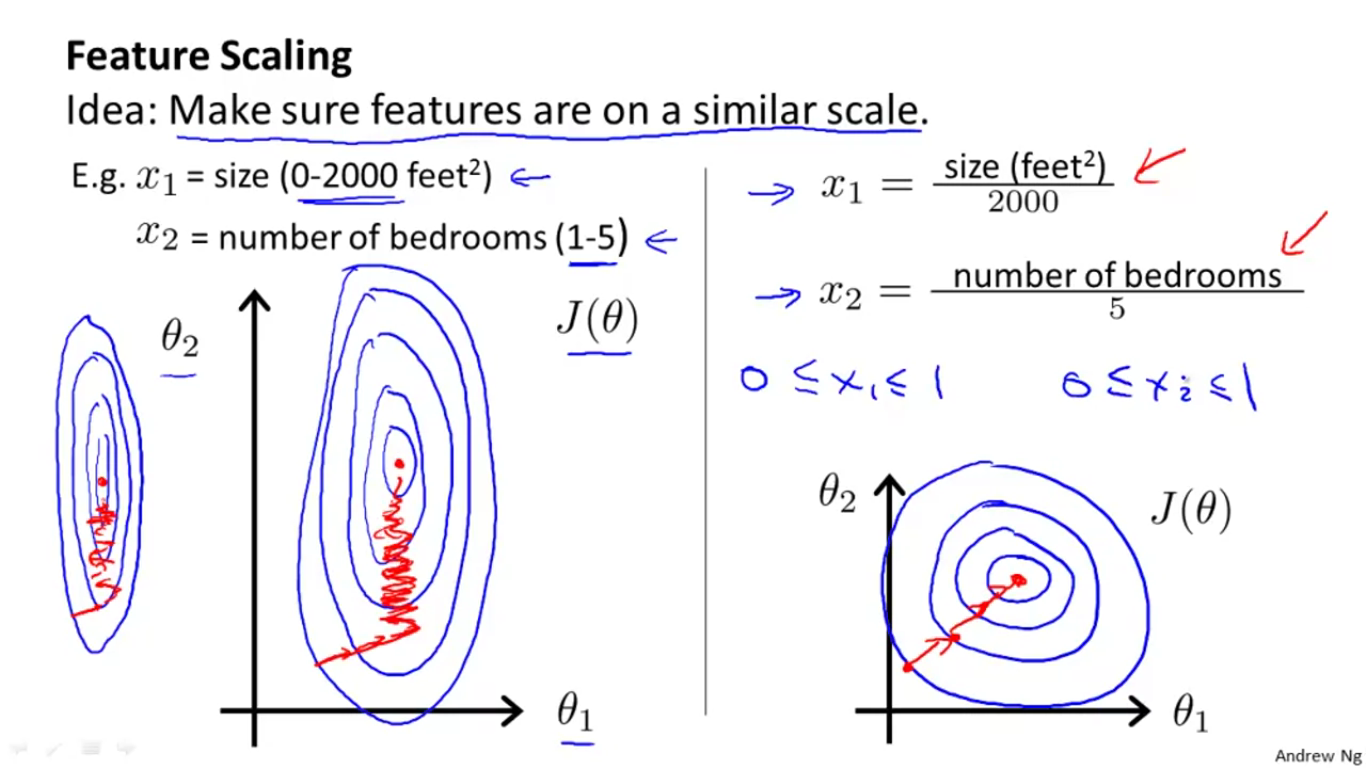 Feature Scaling
Idea: Make sure features are on a similar scale.
E.g. x₁ = size (0-2000 feet²)
x₂ = number of bedrooms (1-5)
θ₂
J(θ)
θ₁
x₁ = size (feet²) / 2000
x₂ = number of bedrooms / 5
0 ≤ x₁ ≤ 1
0 ≤ x₂ ≤ 1
θ₂
J(θ)
θ₁
Andrew Ng